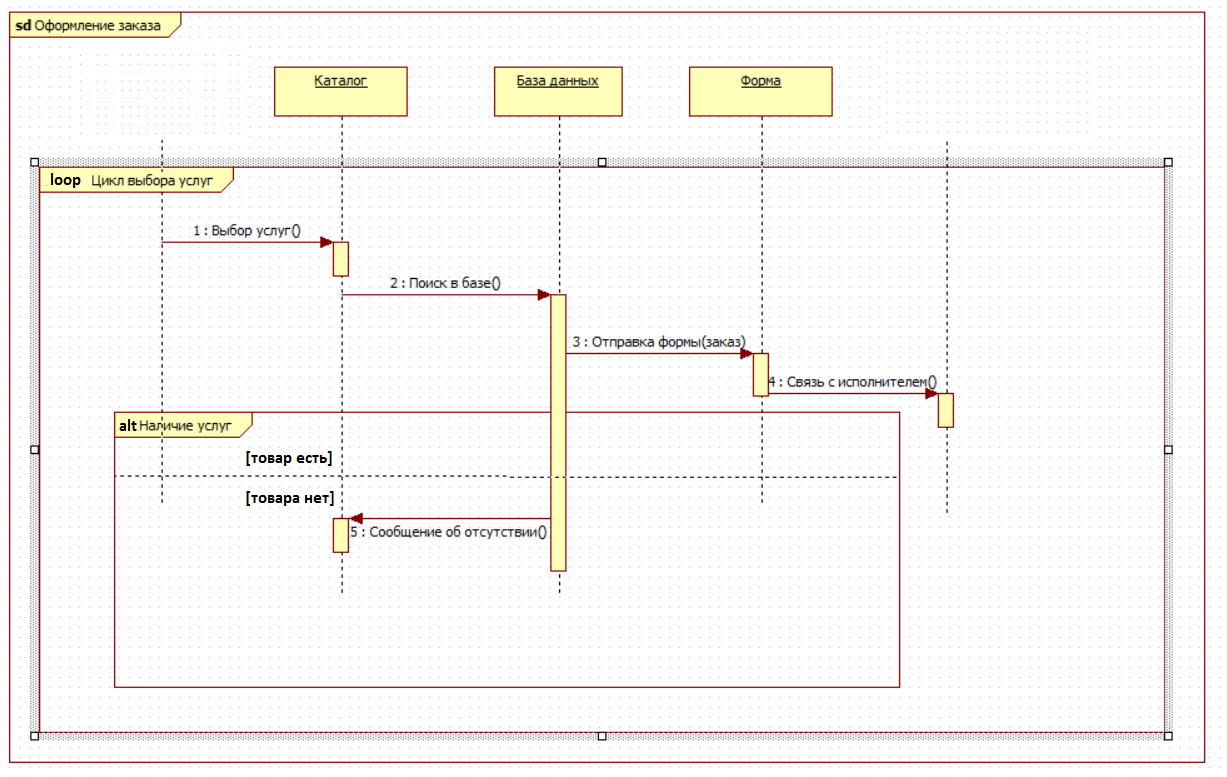 sd Оформление заказа
Каталог
База данных
Форма
loop Цикл выбора услуг
1 : Выбор услуг()
2 : Поиск в базе()
3 : Отправка формы(заказ)
4 : Связь с исполнителем()
alt Наличие услуг
[товар есть]
[товара нет]
5 : Сообщение об отсутствии()